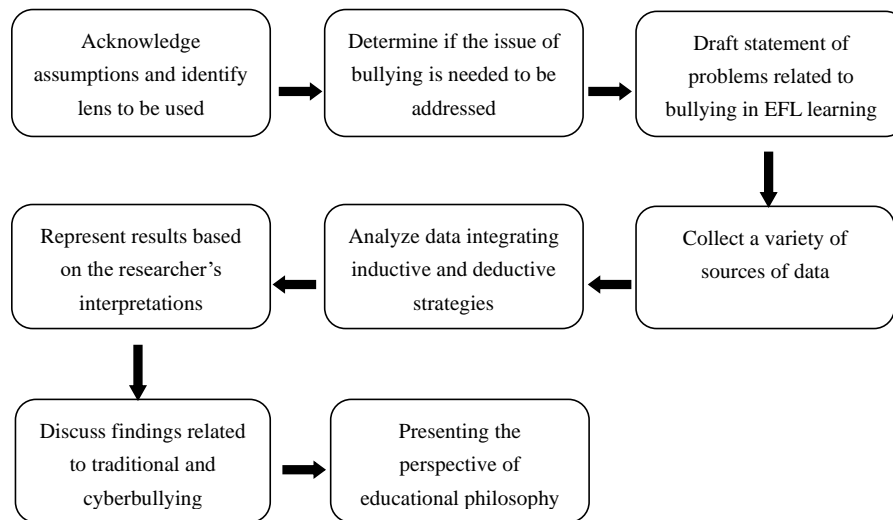 Acknowledge
assumptions and identify
lens to be used
Determine if the issue of
bullying is needed to be
addressed
Draft statement of
problems related to
bullying in EFL learning
Collect a variety of
sources of data
Analyze data integrating
inductive and deductive
strategies
Represent results based
on the researcher’s
interpretations
Discuss findings related
to traditional and
cyberbullying
Presenting the
perspective of
educational philosophy